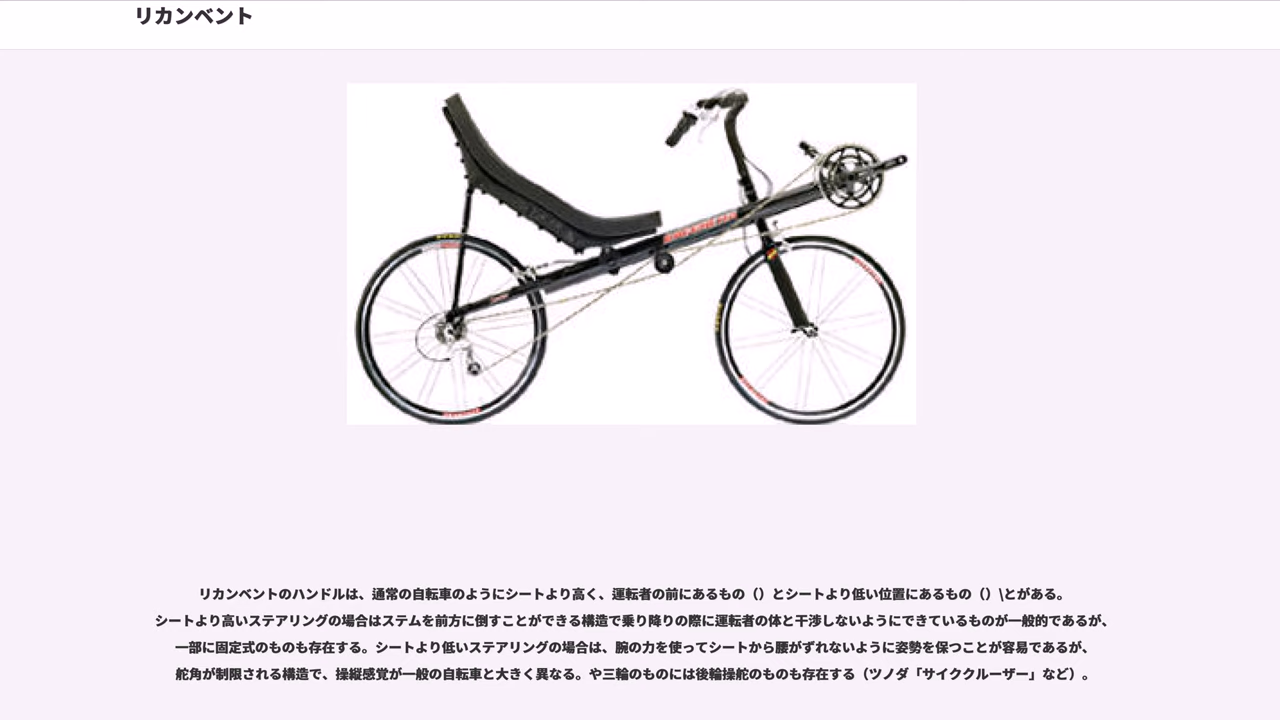 リカンベント
リカンベントのハンドルは、通常の自転車のようにシートより高く、運転者の前にあるもの（）とシートより低い位置にあるもの（）\とがある。
シートより高いステアリングの場合はステムを前方に倒すことができる構造で乗り降りの際に運転者の体と干渉しないようにできているものが一般的であるが、
一部に固定式のものも存在する。シートより低いステアリングの場合は、腕の力を使ってシートから腰がずれないように姿勢を保つことが容易であるが、
舵角が制限される構造で、操縦感覚が一般の自転車と大きく異なる。や三輪のものには後輪操舵のものも存在する（ツノダ「サイククルーザー」など）。